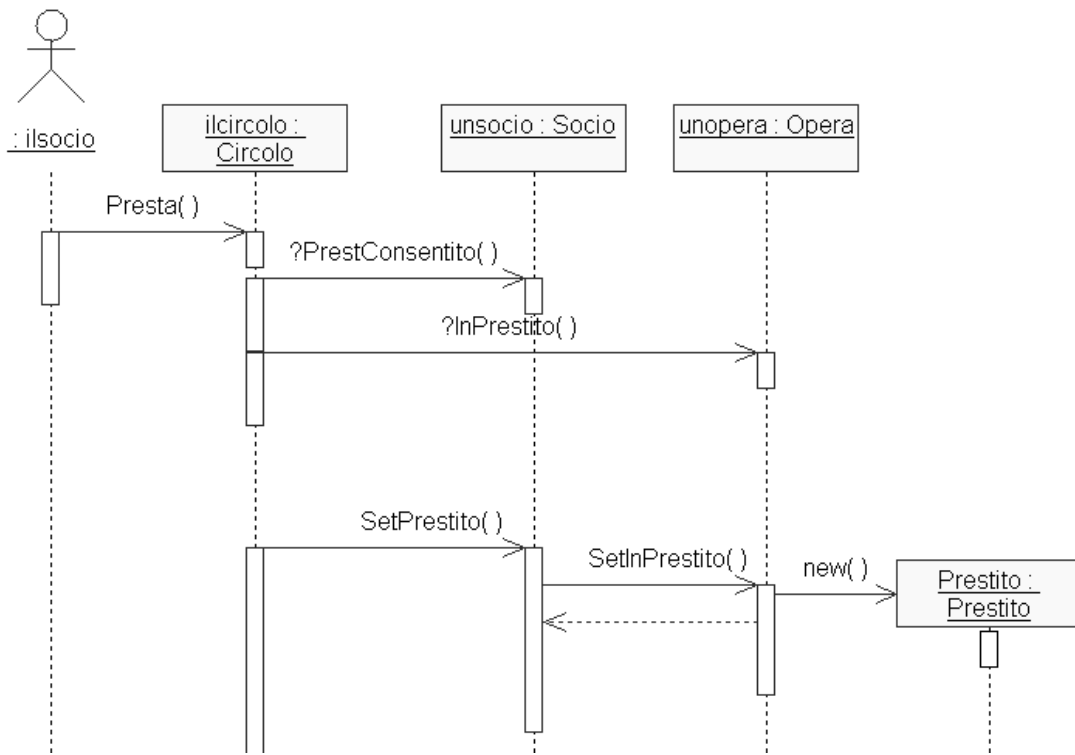 : ilsocio
ilcircolo :
Circolo
unsocio : Socio
unopera : Opera
Presta( )
?PrestConsentito( )
?InPrestito( )
SetPrestito( )
SetInPrestito( )
new( )
Prestito :
Prestito